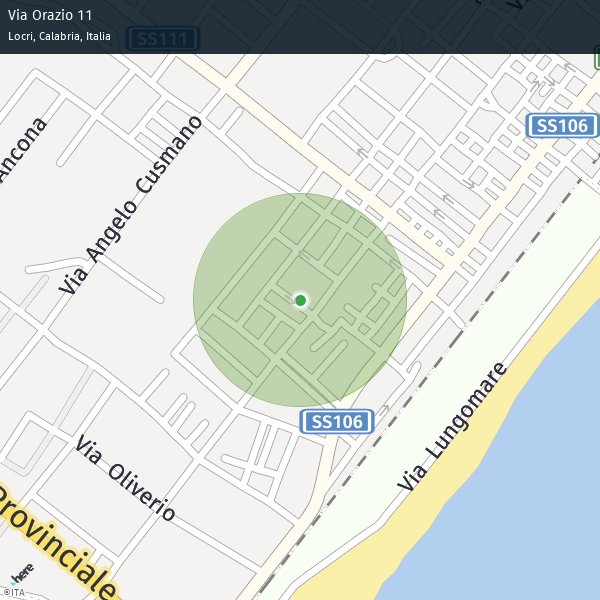 Via Orazio 11
Locri, Calabria, Italia
SS111
SS106
Ancona
Via Angelo Cusmano
SS106
Via Lungomare
Via Oliverio
Provinciale
here
©ITA